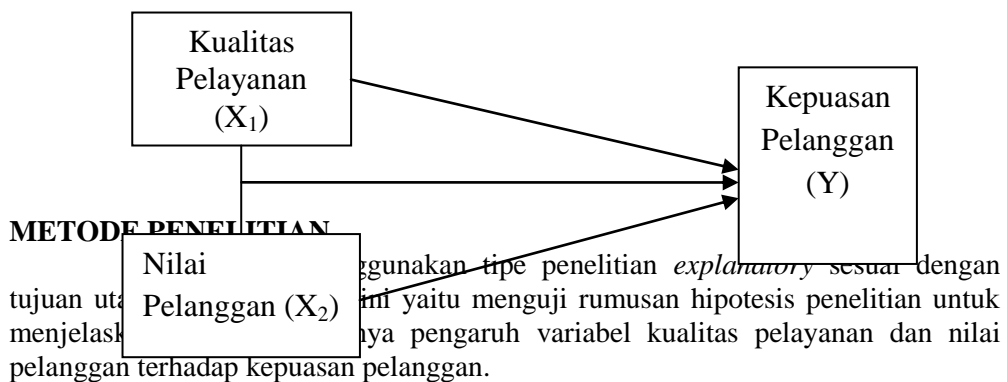 Kualitas
Pelayanan
(X₁)
Kepuasan
Pelanggan
(Y)
METODE PENELITIAN
Nilai
Pelanggan (X₂)
ggunakan tipe penelitian explanatory sesuai dengan
tujuan uta ini yaitu menguji rumusan hipotesis penelitian untuk
menjelask nya pengaruh variabel kualitas pelayanan dan nilai
pelanggan terhadap kepuasan pelanggan.